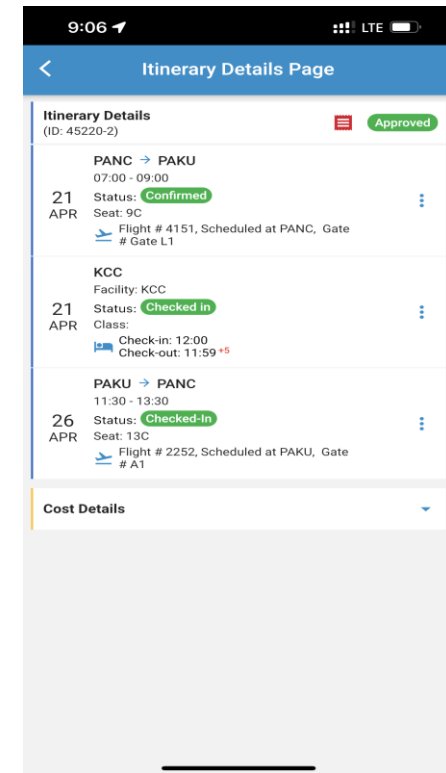 9:06
LTE
Itinerary Details Page
Itinerary Details
(ID: 45220-2)
Approved
PANC → PAKU
07:00 - 09:00
21
APR
Status: Confirmed
Seat: 9C
Flight # 4151, Scheduled at PANC, Gate
# Gate L1
KCC
Facility: KCC
21
APR
Status: Checked in
Class:
Check-in: 12:00
Check-out: 11:59 +5
PAKU → PANC
11:30 - 13:30
26
APR
Status: Checked-In
Seat: 13C
Flight # 2252, Scheduled at PAKU, Gate
# A1
Cost Details